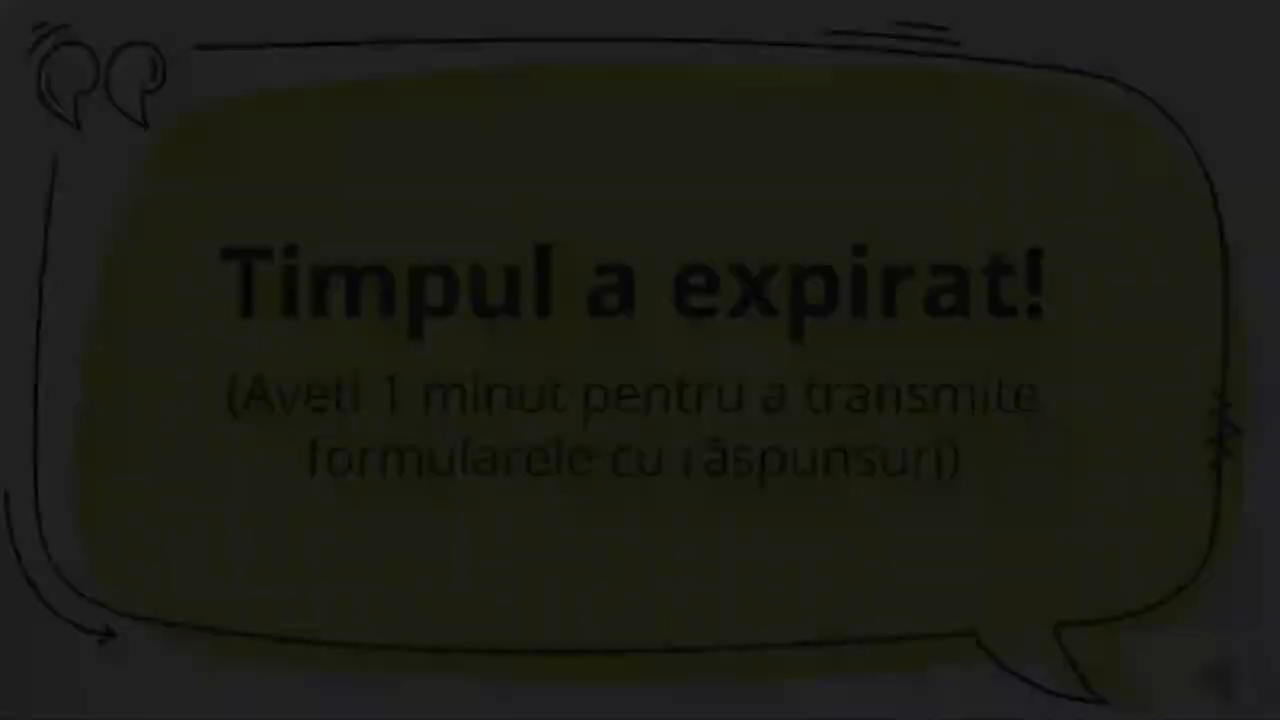 Timpul a expirat!
(Aveți 1 minut pentru a transmite
formularele cu răspunsuri)